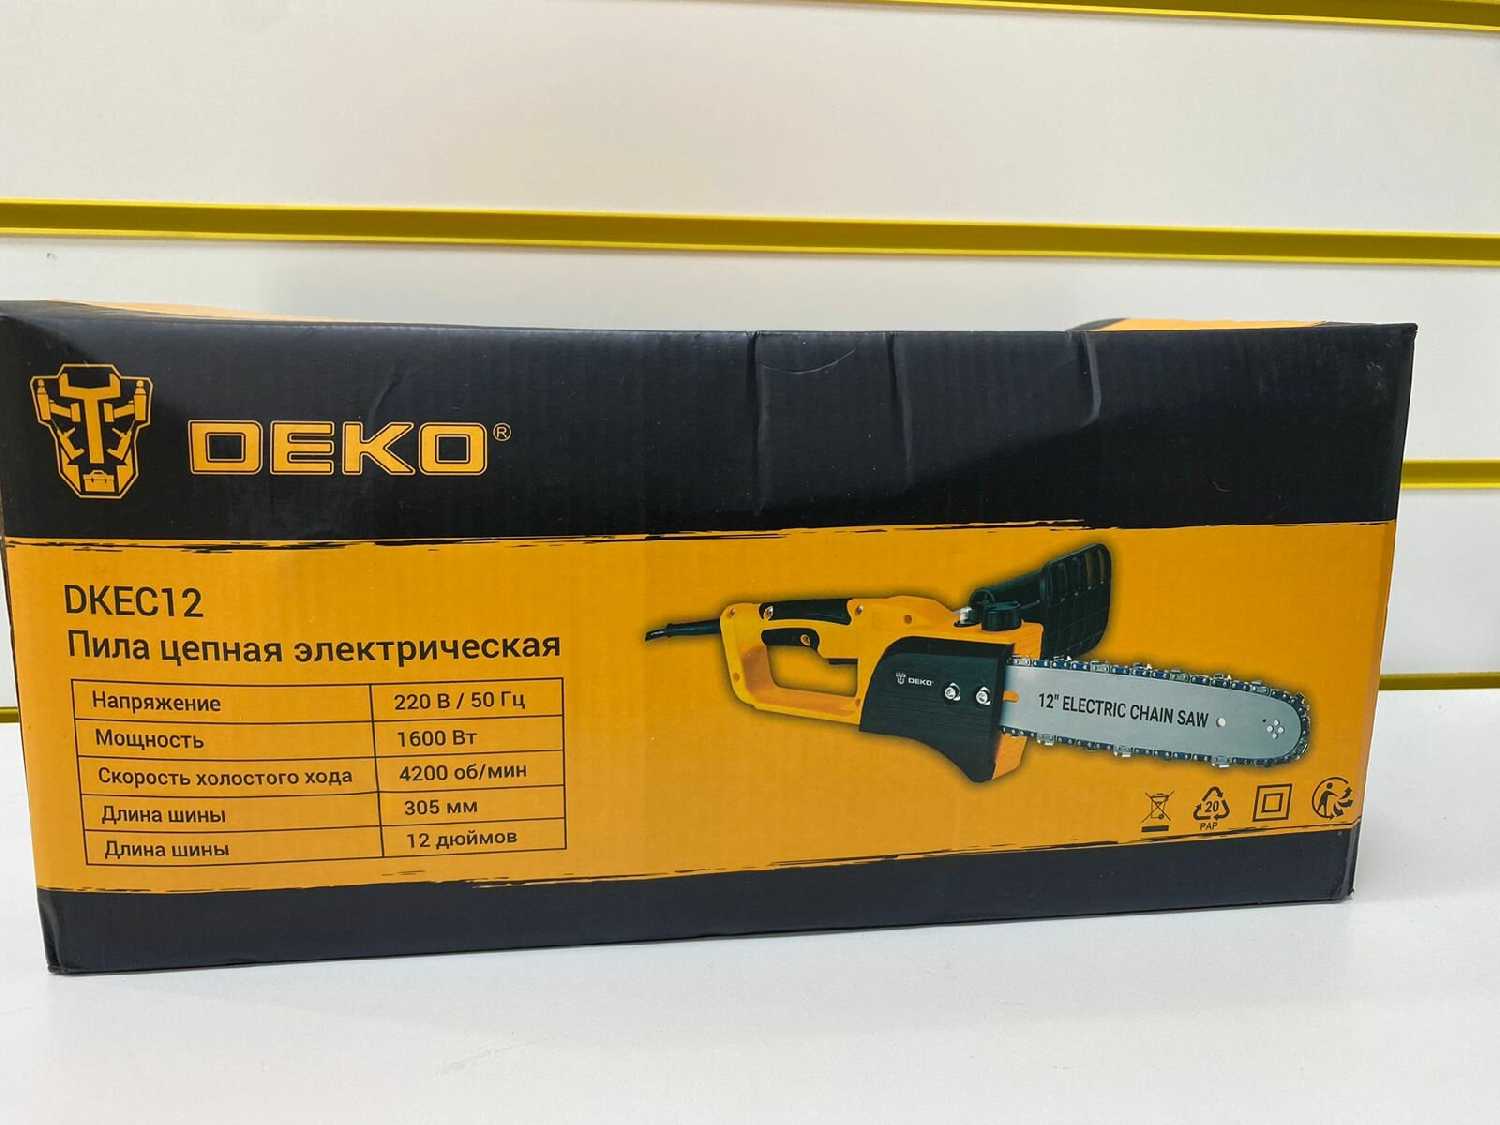 DEKO®
DKEC12
Пила цепная электрическая
Напряжение 220 В / 50 Гц
Мощность 1600 Вт
Скорость холостого хода 4200 об/мин
Длина шины 305 мм
Длина шины 12 дюймов
DEKO
12" ELECTRIC CHAIN SAW
20
PAP